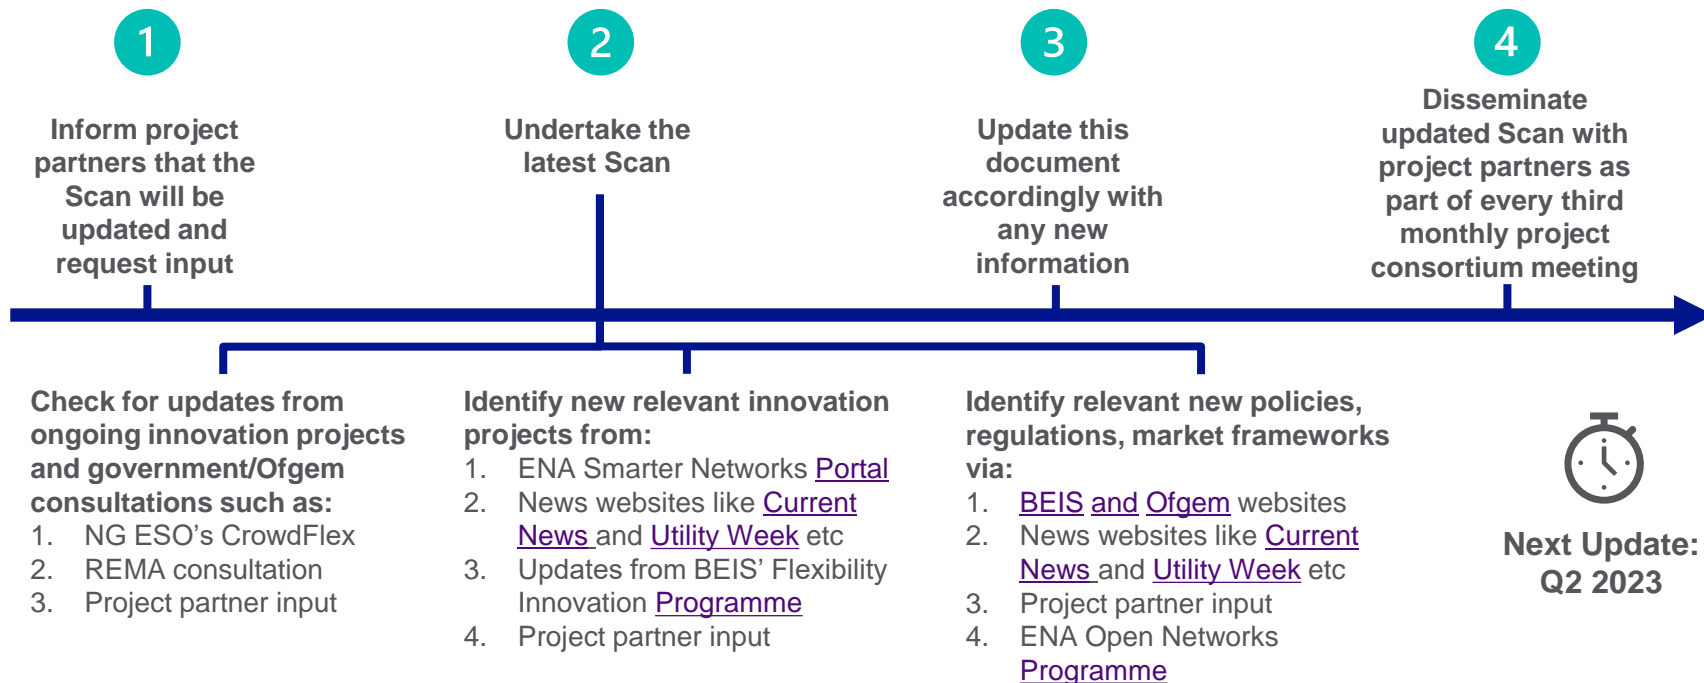 1
Inform project
partners that the
Scan will be
updated and
request input
2
Undertake the
latest Scan
3
Update this
document
accordingly with
any new
information
4
Disseminate
updated Scan with
project partners as
part of every third
monthly project
consortium meeting
Check for updates from
ongoing innovation projects
and government/Ofgem
consultations such as:
1. NG ESO’s CrowdFlex
2. REMA consultation
3. Project partner input
Identify new relevant innovation
projects from:
1. ENA Smarter Networks Portal
2. News websites like Current
News and Utility Week etc
3. Updates from BEIS’ Flexibility
Innovation Programme
4. Project partner input
Identify relevant new policies,
regulations, market frameworks
via:
1. BEIS and Ofgem websites
2. News websites like Current
News and Utility Week etc
3. Project partner input
4. ENA Open Networks
Programme
Next Update:
Q2 2023